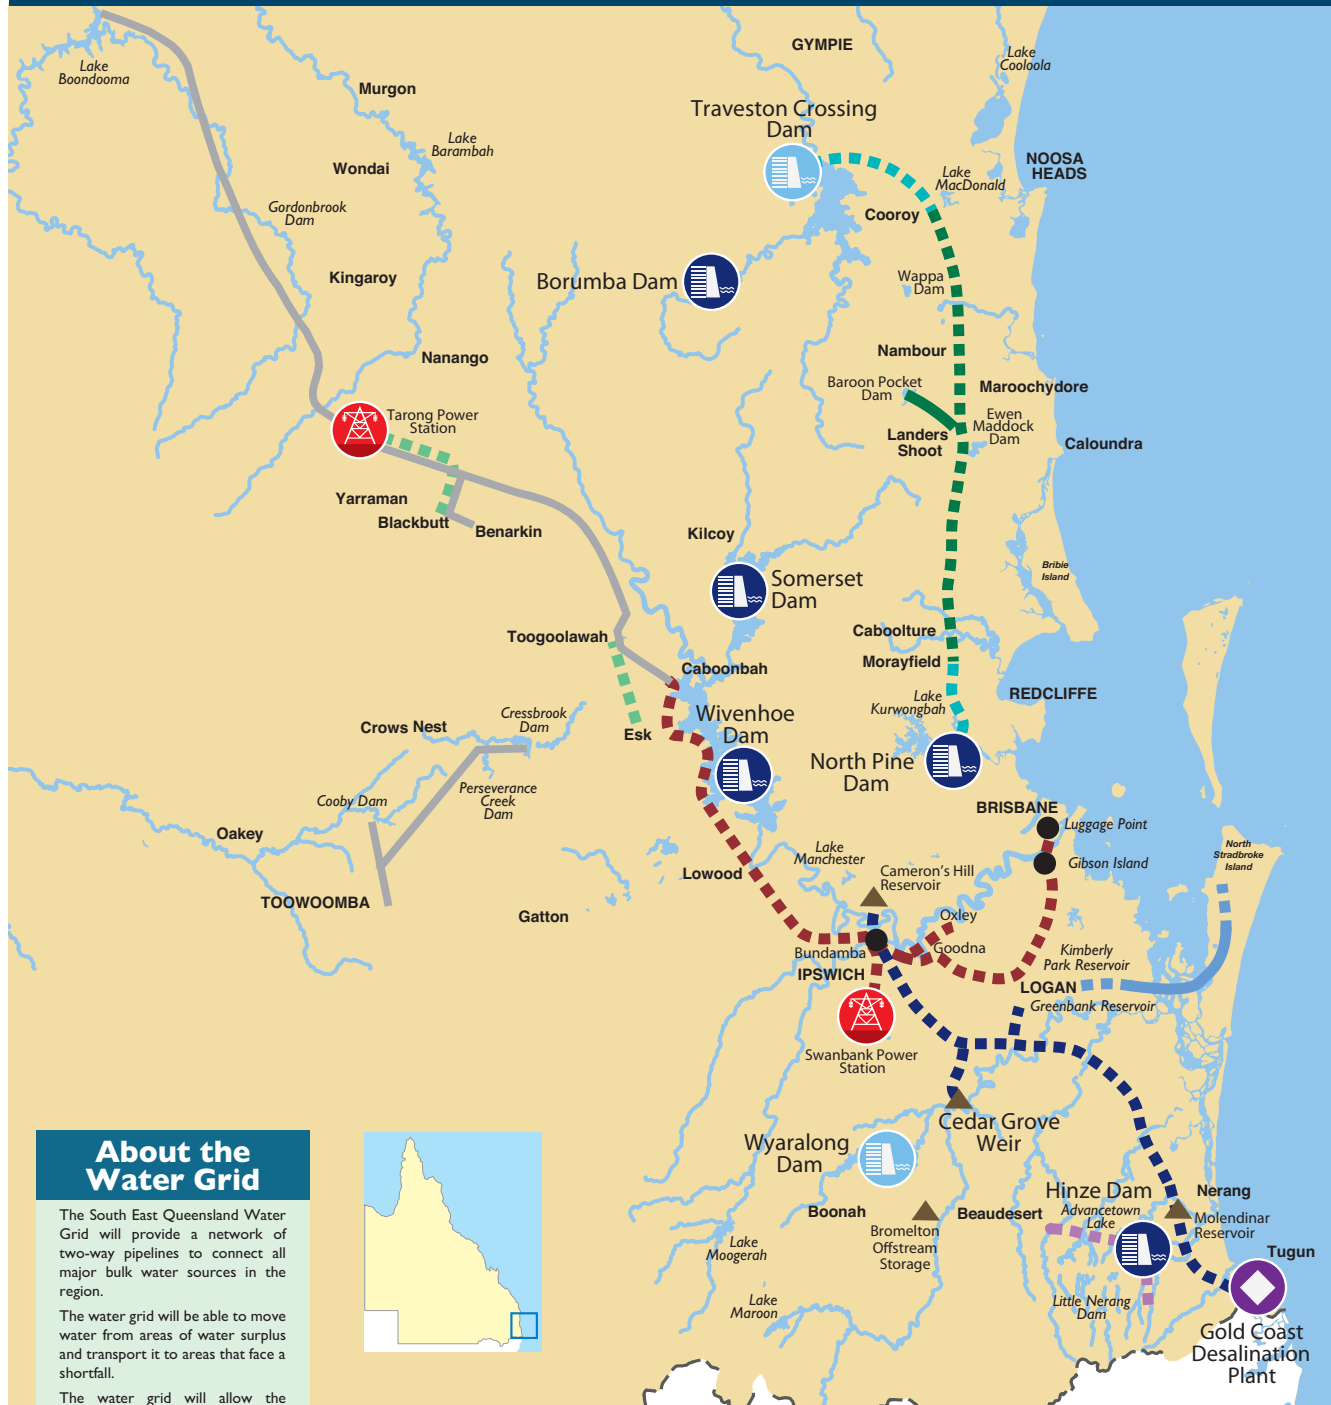 GYMPIE
Lake
Cooloola
Lake
Boondooma
Murgon
Traveston Crossing
Dam
Lake
Barambah
Wondai
NOOSA
HEADS
Lake
MacDonald
Gordonbrook
Dam
Cooroy
Kingaroy
Borumba Dam
Wappa
Dam
Nanango
Nambour
Baroon Pocket
Dam
Maroochydore
Tarong Power
Station
Ewen
Maddock
Dam
Landers
Shoot
Caloundra
Yarraman
Blackbutt
Benarkin
Kilcoy
Bribie
Island
Somerset
Dam
Toogoolawah
Caboolture
Caboonbah
Morayfield
Lake
Kurwongbah
REDCLIFFE
Crows Nest
Cressbrook
Dam
Esk
Wivenhoe
Dam
North Pine
Dam
Perseverance
Creek
Dam
Cooby Dam
BRISBANE
Luggage Point
Oakey
Lake
Manchester
Gibson Island
North
Stradbroke
Island
Lowood
Cameron's Hill
Reservoir
TOOWOOMBA
Gatton
Oxley
Bundamba
Goodna
Kimberly
Park Reservoir
IPSWICH
LOGAN
Greenbank Reservoir
Swanbank Power
Station
Cedar Grove
Weir
Wyaralong
Dam
About the
Water Grid
The South East Queensland Water
Grid will provide a network of
two-way pipelines to connect all
major bulk water sources in the
region.
The water grid will be able to move
water from areas of water surplus
and transport it to areas that face a
shortfall.
The water grid will allow the
Hinze Dam
Advancetown
Lake
Nerang
Boonah
Beaudesert
Molendinar
Reservoir
Bromelton
Offstream
Storage
Lake
Moogerah
Tugun
Lake
Maroon
Little Nerang
Dam
Gold Coast
Desalination
Plant